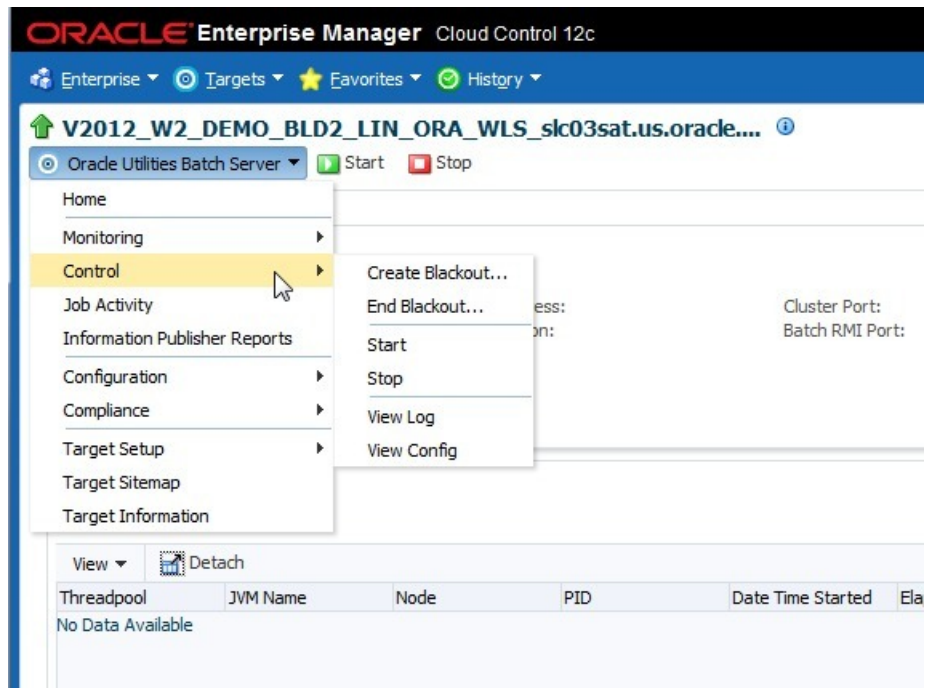 ORACLE Enterprise Manager Cloud Control 12c
Enterprise Targets Favorites History
V2012_W2_DEMO_BLD2_LIN_ORA_WLS_slc03sat.us.oracle....
Oracle Utilities Batch Server Start Stop
Home
Monitoring
Control
Job Activity
Information Publisher Reports
Configuration
Compliance
Target Setup
Target Sitemap
Target Information
Create Blackout...
End Blackout...
Start
Stop
View Log
View Config
ess: Cluster Port:
on: Batch RMI Port:
View Detach
Threadpool JVM Name Node PID Date Time Started Ela
No Data Available